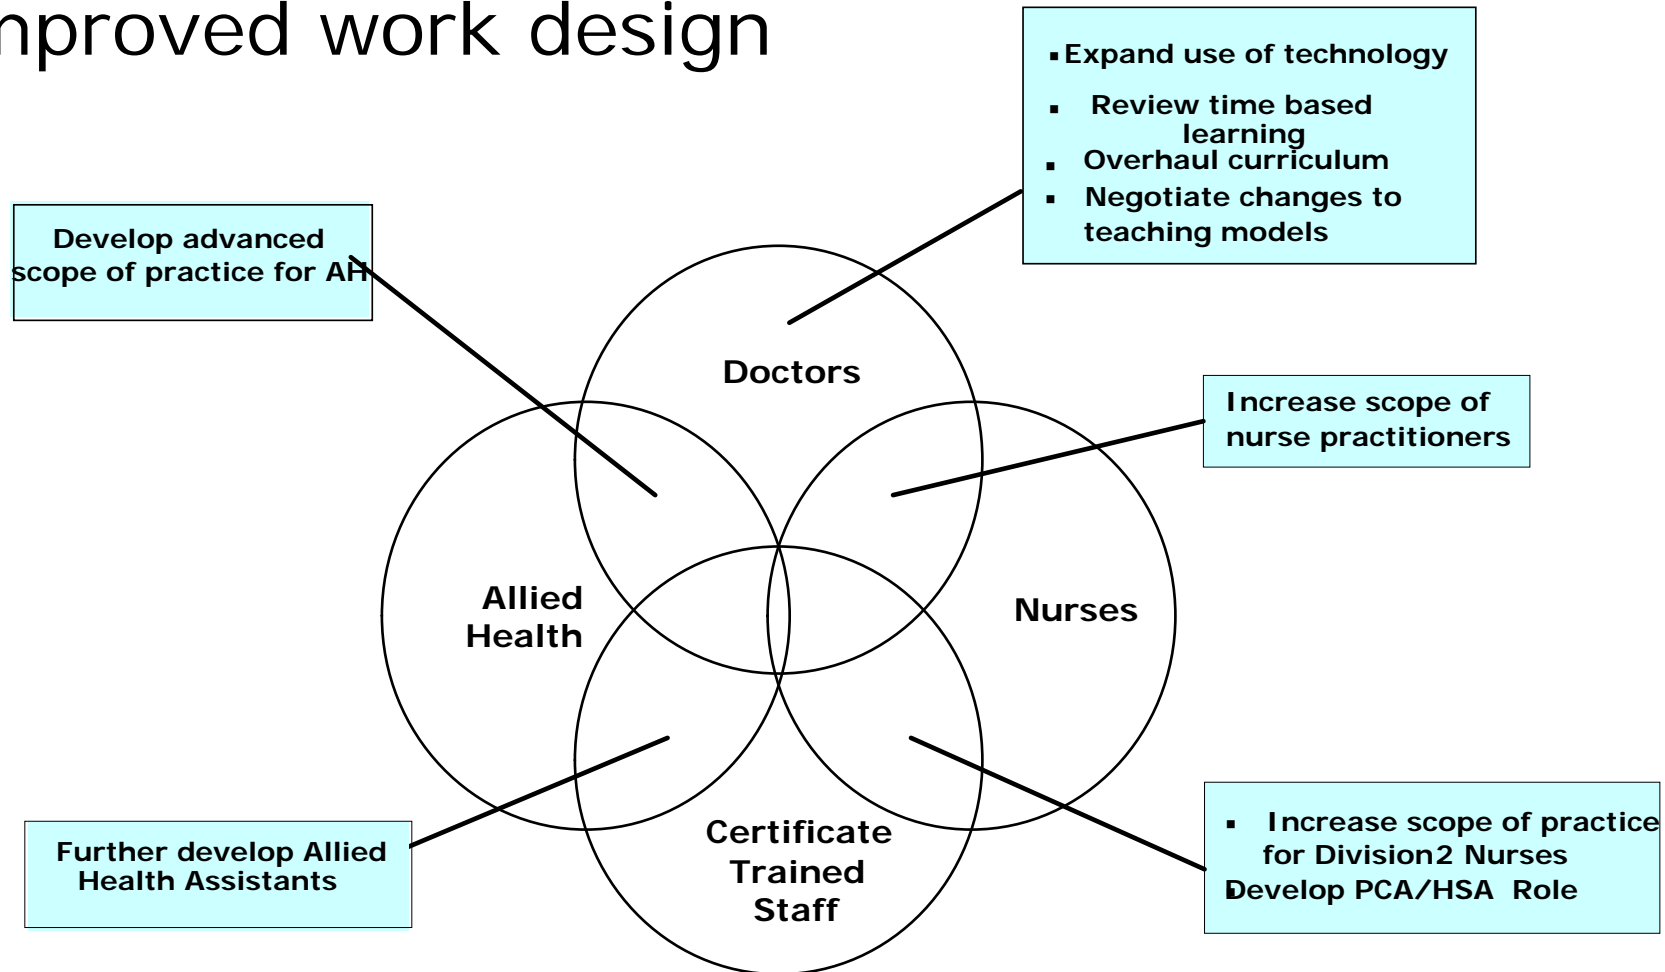 mproved work design
▪Expand use of technology
▪ Review time based
learning
▪ Overhaul curriculum
▪ Negotiate changes to
teaching models
Develop advanced
scope of practice for AH
Doctors
Increase scope of
nurse practitioners
Allied
Health
Nurses
Certificate
Trained
Staff
Further develop Allied
Health Assistants
▪ Increase scope of practice
for Division2 Nurses
▪Develop PCA/HSA Role